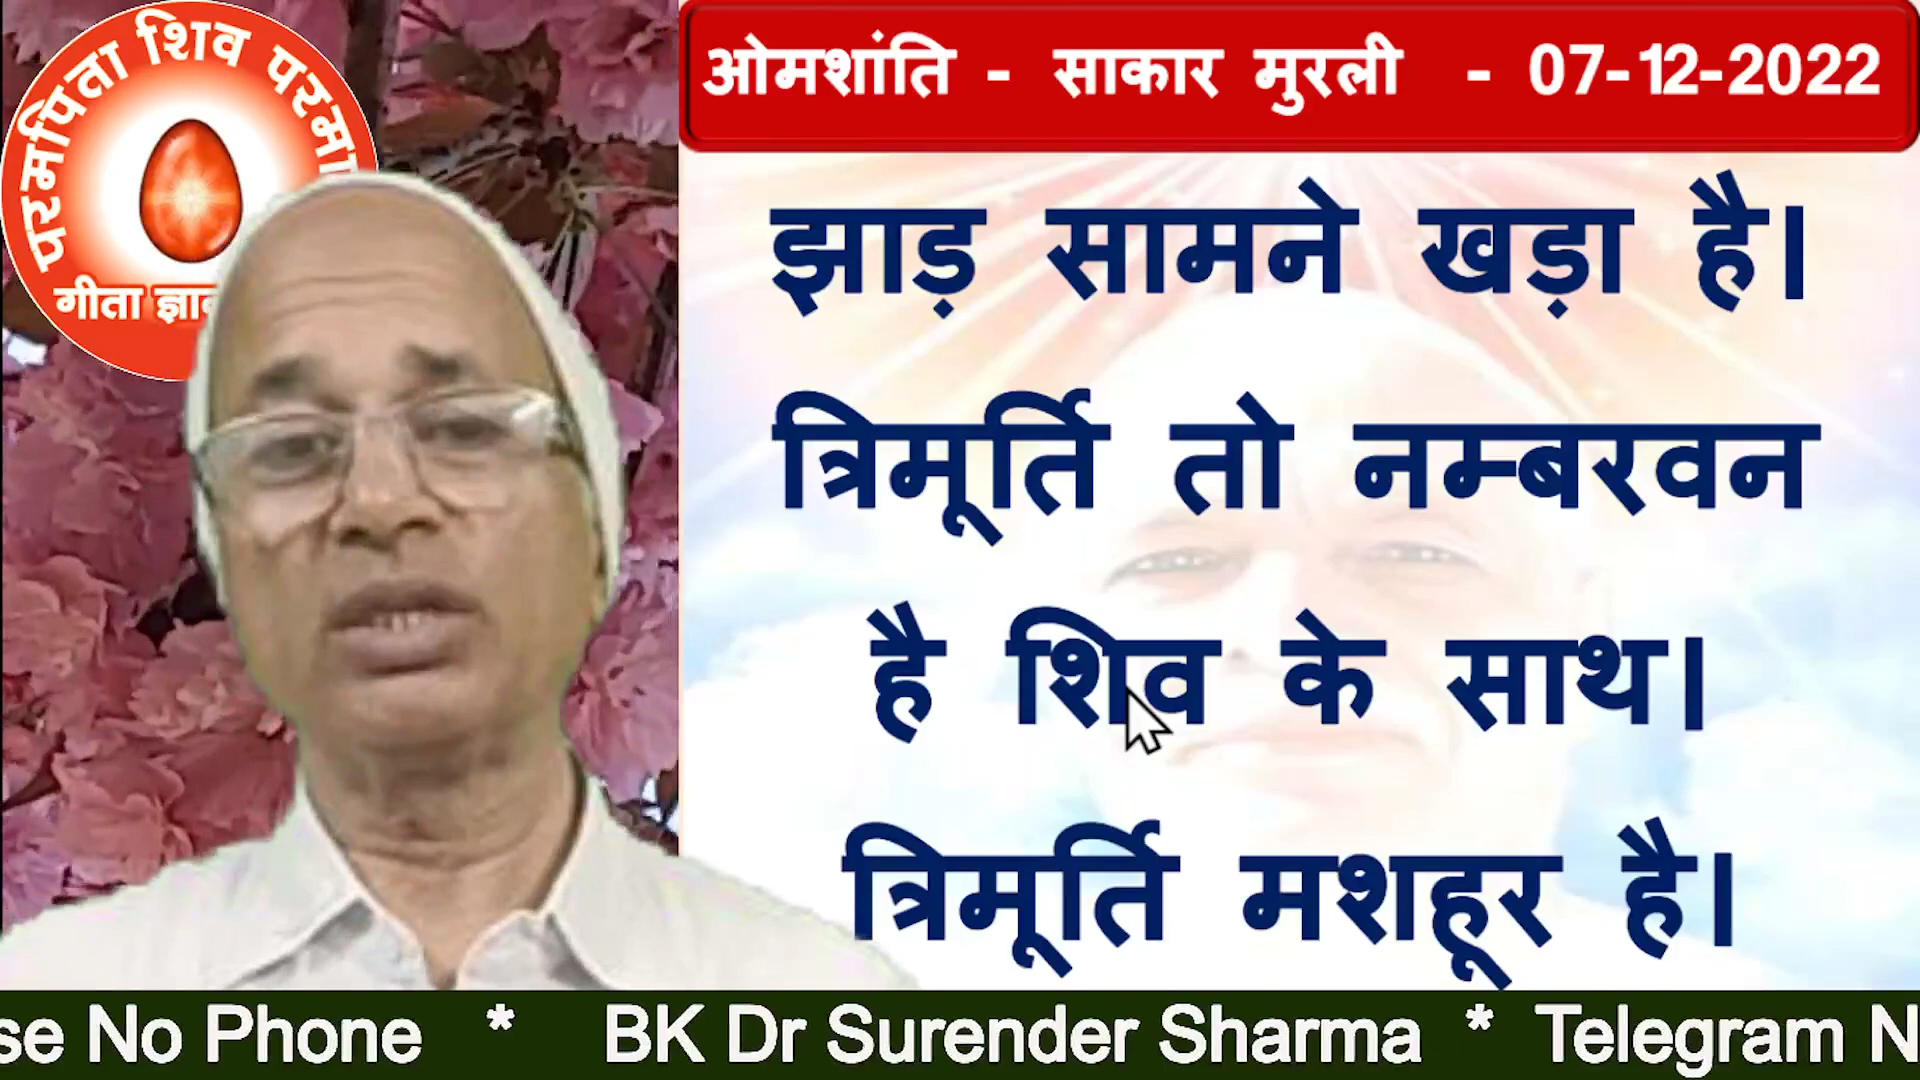 परमपिता शिव परमा
गीता ज्ञा
ओमशांति - साकार मुरली - 07-12-2022
झाड़ सामने खड़ा है।
त्रिमूर्ति तो नम्बरवन
है शिव के साथ।
त्रिमूर्ति मशहूर है।
se No Phone * BK Dr Surender Sharma * Telegram N